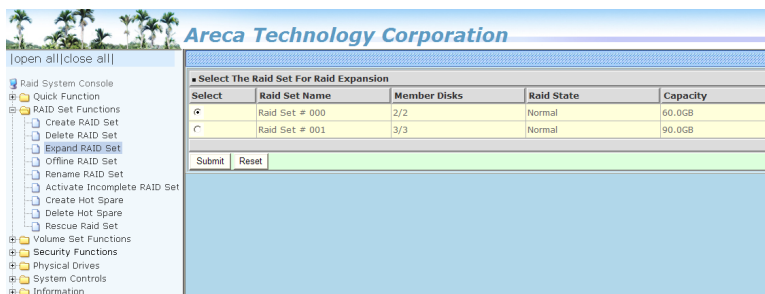 Areca Technology Corporation
|open all|close all|
Raid System Console
Quick Function
RAID Set Functions
Create RAID Set
Delete RAID Set
Expand RAID Set
Offline RAID Set
Rename RAID Set
Activate Incomplete RAID Set
Create Hot Spare
Delete Hot Spare
Rescue Raid Set
Volume Set Functions
Security Functions
Physical Drives
System Controls
Information
Select The Raid Set For Raid Expansion
Select Raid Set Name Member Disks Raid State Capacity
Raid Set # 000 2/2 Normal 60.0GB
Raid Set # 001 3/3 Normal 90.0GB
Submit Reset